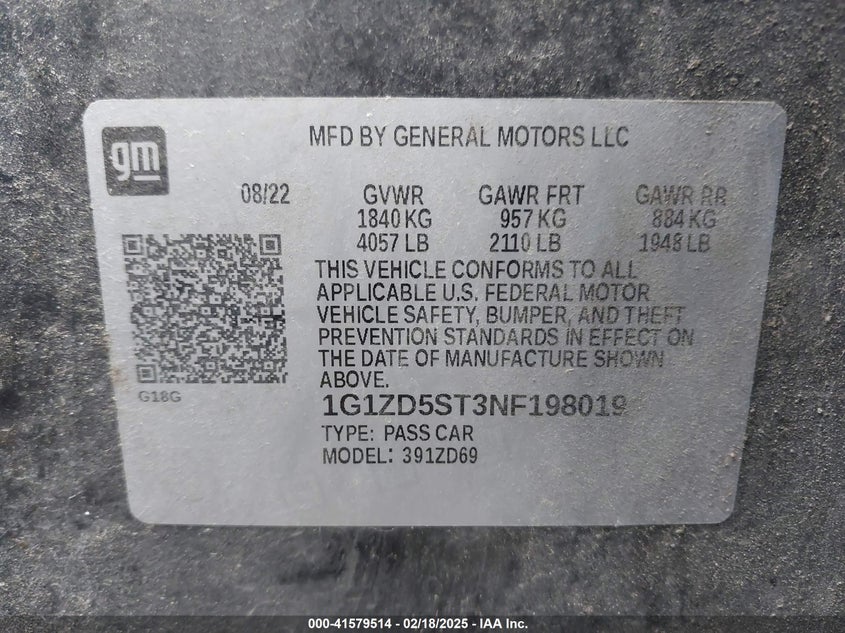 gm
MFD BY GENERAL MOTORS LLC
08/22 GVWR GAWR FRT GAWR RR
1840 KG 957 KG 884 KG
4057 LB 2110 LB 1948 LB
THIS VEHICLE CONFORMS TO ALL
APPLICABLE U.S. FEDERAL MOTOR
VEHICLE SAFETY, BUMPER, AND THEFT
PREVENTION STANDARDS IN EFFECT ON
THE DATE OF MANUFACTURE SHOWN
ABOVE.
G18G
1G1ZD5ST3NF198019
TYPE: PASS CAR
MODEL: 391ZD69
000-41579514 - 02/18/2025 - IAA Inc.